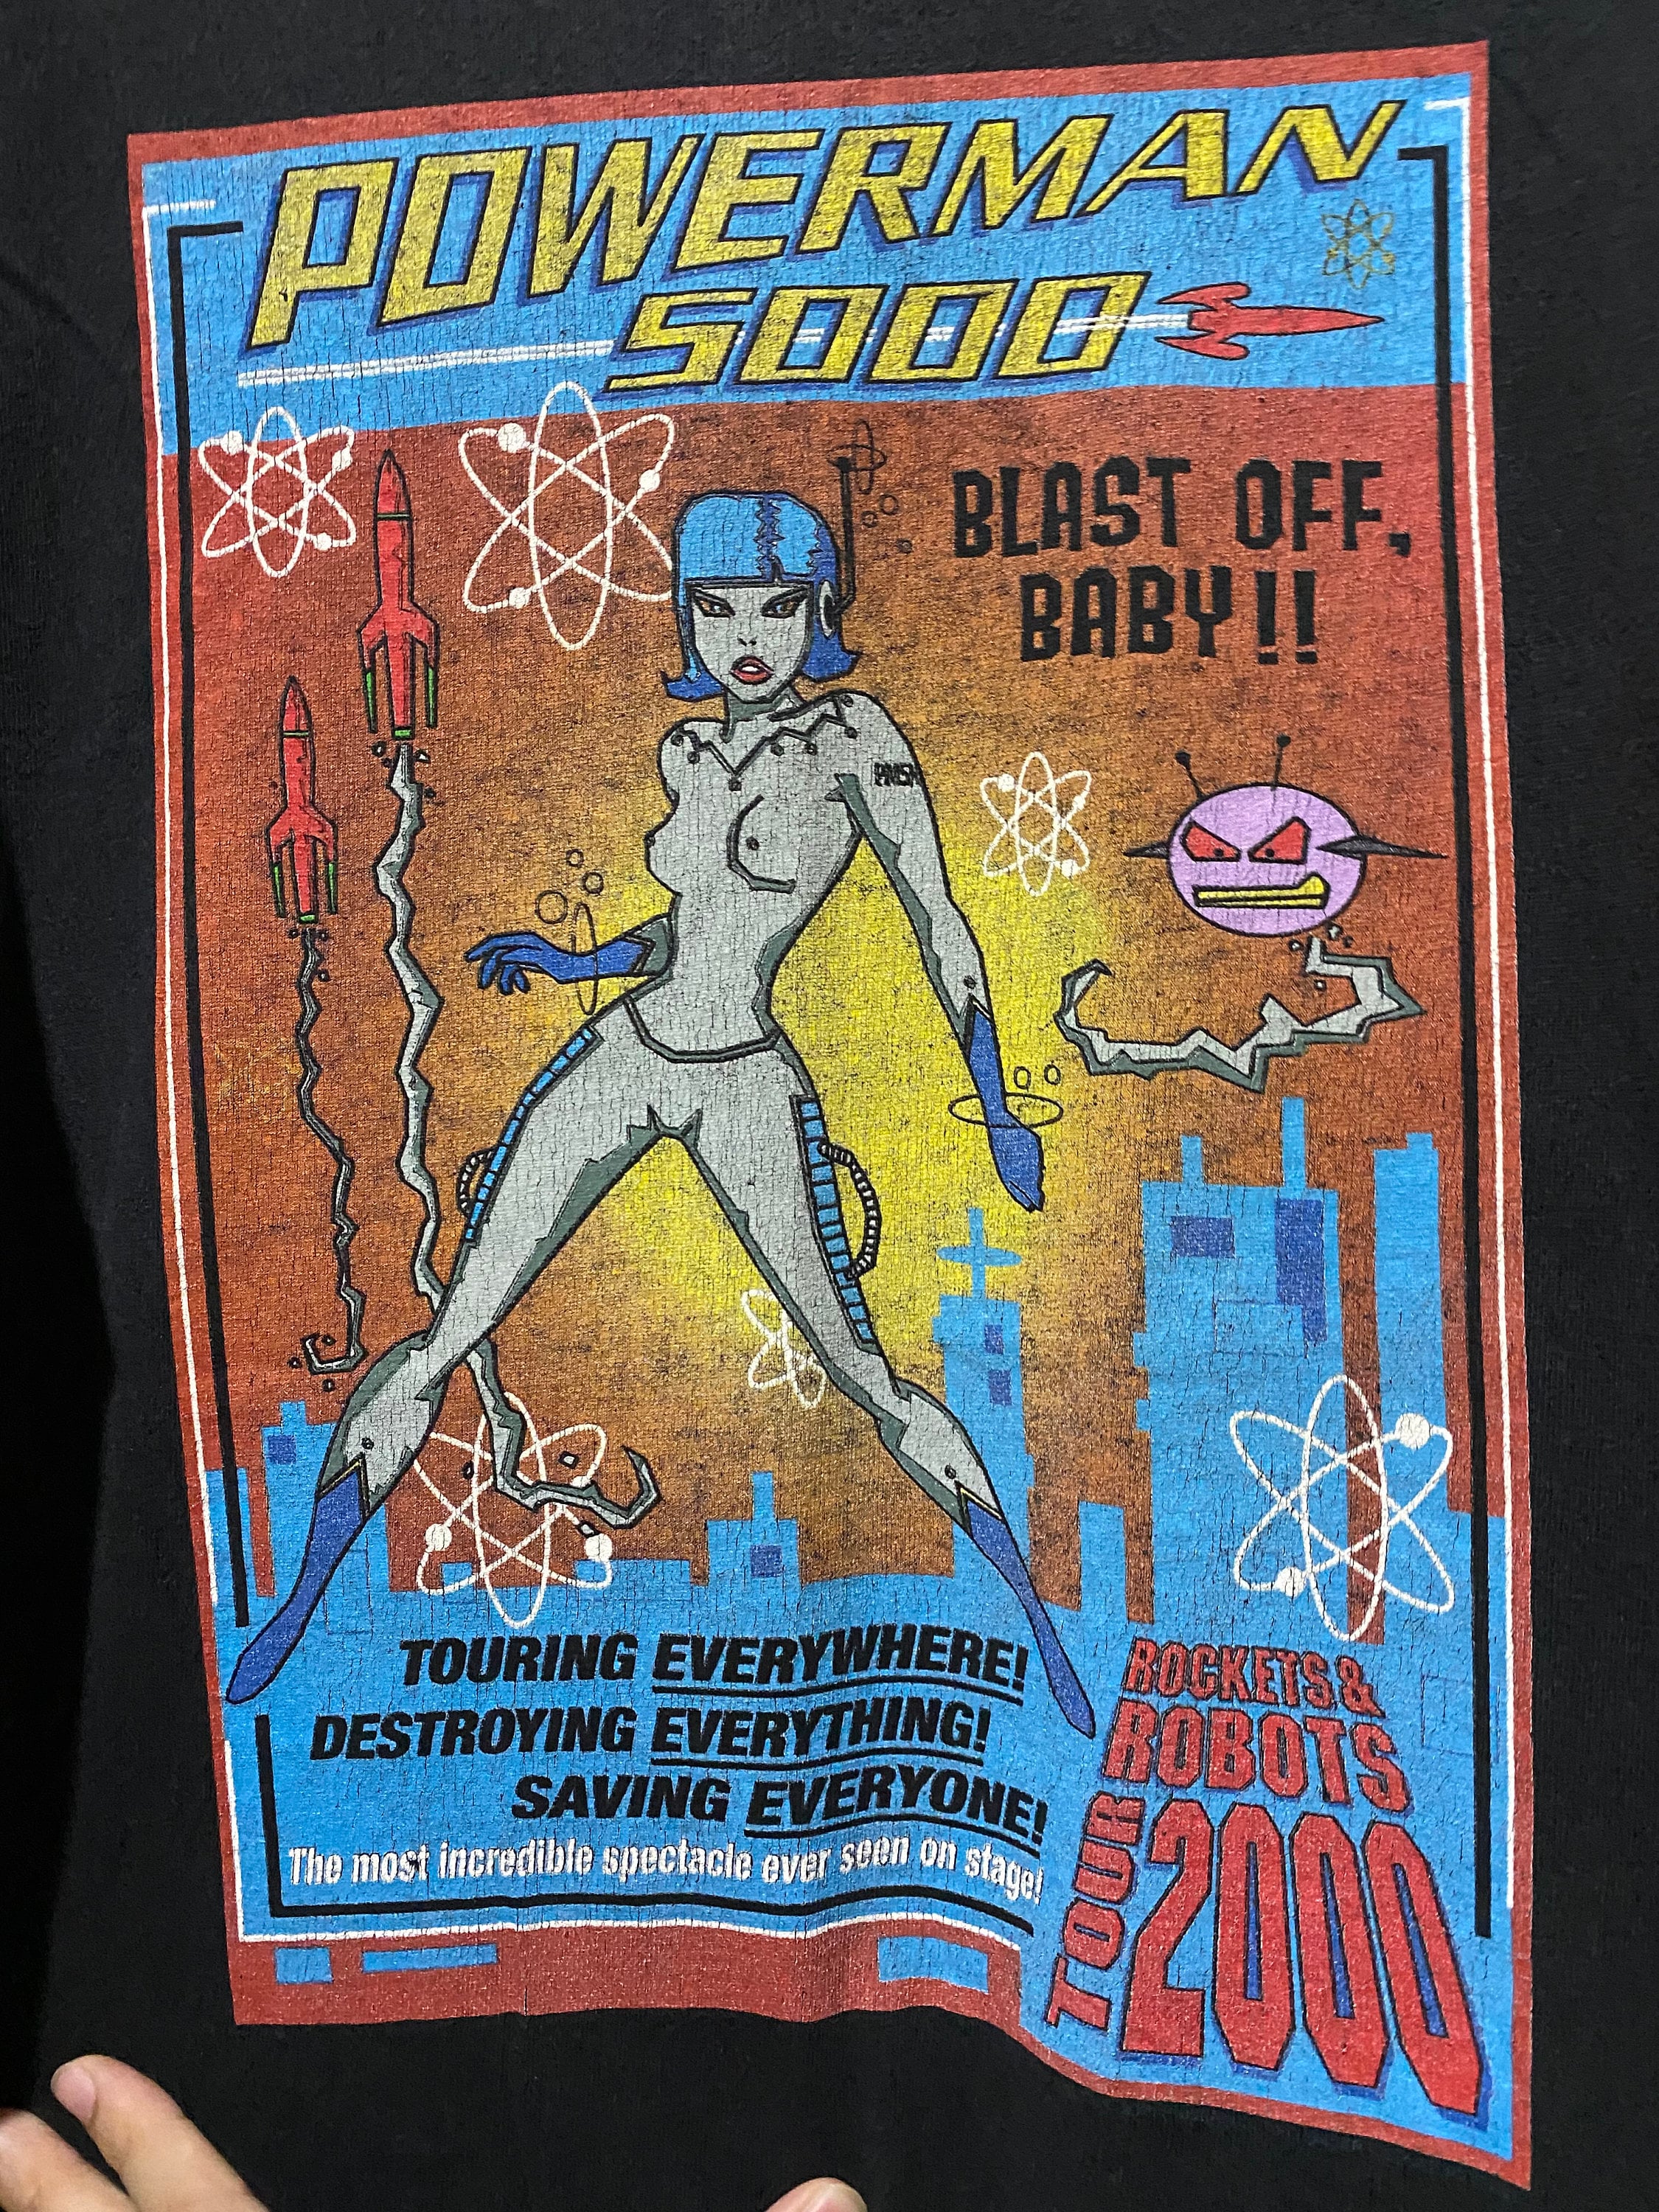 POWERMAN
5000
BLAST OFF,
BABY!!
TOURING EVERYWHERE!
DESTROYING EVERYTHING!
SAVING EVERYONE!
The most incredible spectacle ever seen on stage!
ROCKETS &
ROBOTS
TOUR
2000